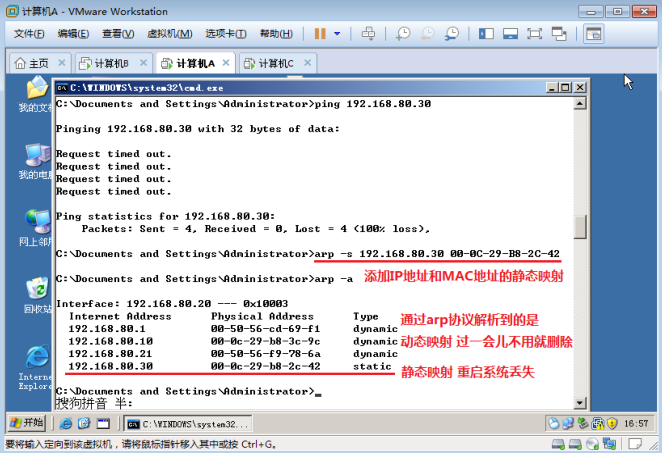 计算机A - VMware Workstation
文件(F) 编辑(E) 查看(V) 虚拟机(M) 选项卡(T) 帮助(H)
主页 计算机B 计算机A 计算机C
我的文档
我的电脑
网上邻居
回收站
Internet
Explorer
C:\WINDOWS\system32\cmd.exe
C:\Documents and Settings\Administrator>ping 192.168.80.30
Pinging 192.168.80.30 with 32 bytes of data:
Request timed out.
Request timed out.
Request timed out.
Request timed out.
Ping statistics for 192.168.80.30:
Packets: Sent = 4, Received = 0, Lost = 4 (100% loss),
C:\Documents and Settings\Administrator>arp -s 192.168.80.30 00-0C-29-B8-2C-42
添加IP地址和MAC地址的静态映射
C:\Documents and Settings\Administrator>arp -a
Interface: 192.168.80.20 --- 0x10003
Internet Address Physical Address Type
192.168.80.1 00-50-56-cd-69-f1 dynamic
192.168.80.10 00-0c-29-b8-3c-9c dynamic
192.168.80.21 00-50-56-f9-78-6a dynamic
192.168.80.30 00-0c-29-b8-2c-42 static
通过arp协议解析到的是
动态映射 过一会儿不用就删除
静态映射 重启系统丢失
C:\Documents and Settings\Administrator>_
搜狗拼音 半:
开始 C:\WINDOWS\system32... 16:57
要将输入定向到该虚拟机，请将鼠标指针移入其中或按 Ctrl+G。